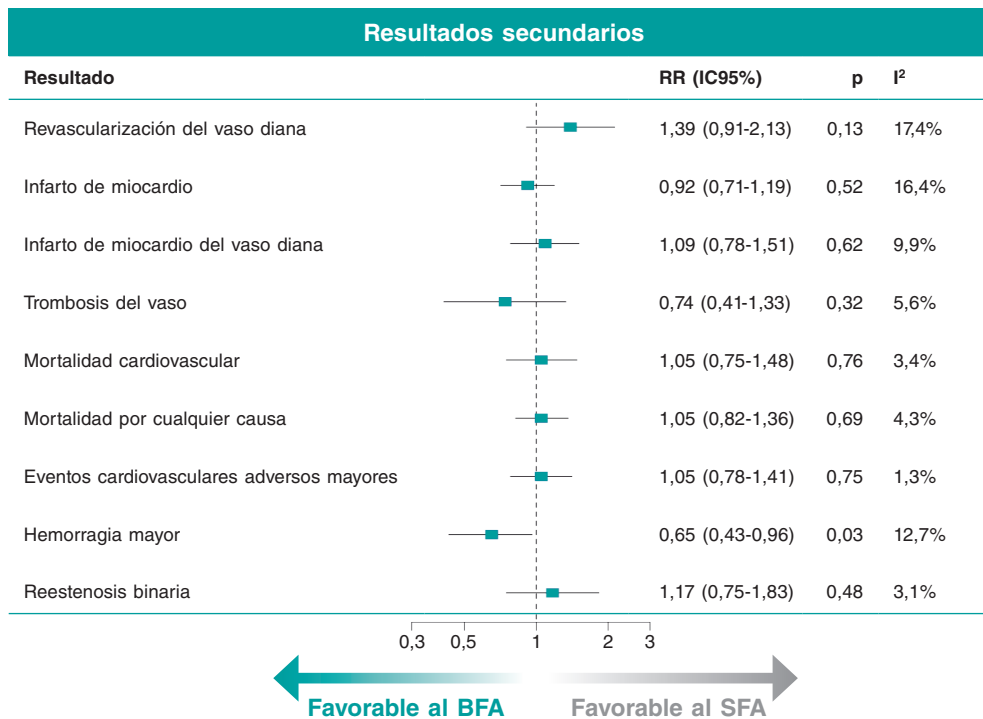 Resultados secundarios
Resultado RR (IC95%) p I²
Revascularización del vaso diana 1,39 (0,91-2,13) 0,13 17,4%
Infarto de miocardio 0,92 (0,71-1,19) 0,52 16,4%
Infarto de miocardio del vaso diana 1,09 (0,78-1,51) 0,62 9,9%
Trombosis del vaso 0,74 (0,41-1,33) 0,32 5,6%
Mortalidad cardiovascular 1,05 (0,75-1,48) 0,76 3,4%
Mortalidad por cualquier causa 1,05 (0,82-1,36) 0,69 4,3%
Eventos cardiovasculares adversos mayores 1,05 (0,78-1,41) 0,75 1,3%
Hemorragia mayor 0,65 (0,43-0,96) 0,03 12,7%
Reestenosis binaria 1,17 (0,75-1,83) 0,48 3,1%
0,3 0,5 1 2 3
Favorable al BFA Favorable al SFA